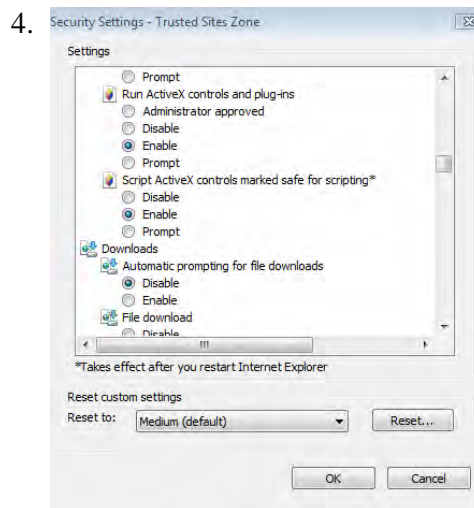 4.
Security Settings - Trusted Sites Zone
Settings
Prompt
Run ActiveX controls and plug-ins
Administrator approved
Disable
Enable
Prompt
Script ActiveX controls marked safe for scripting*
Disable
Enable
Prompt
Downloads
Automatic prompting for file downloads
Disable
Enable
File download
Disable
*Takes effect after you restart Internet Explorer
Reset custom settings
Reset to: Medium (default) Reset...
OK Cancel